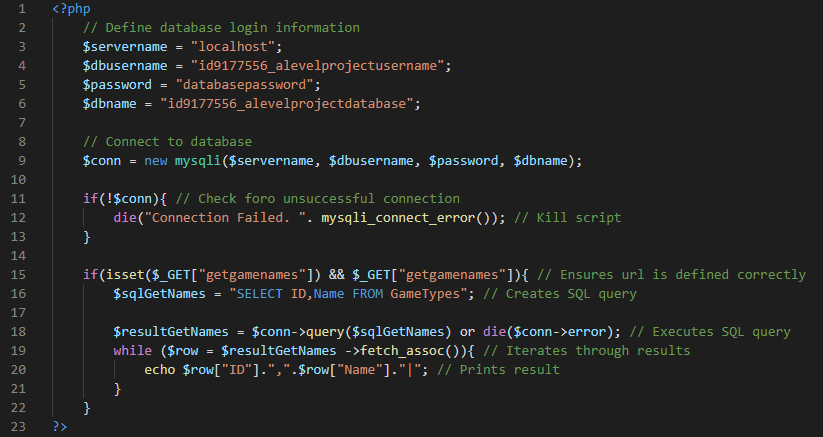 1 <?php
2 // Define database login information
3 $servername = "localhost";
4 $dbusername = "id9177556_alevelprojectusername";
5 $password = "databasepassword";
6 $dbname = "id9177556_alevelprojectdatabase";
7
8 // Connect to database
9 $conn = new mysqli($servername, $dbusername, $password, $dbname);
10
11 if(!$conn){ // Check foro unsuccessful connection
12 die("Connection Failed. ". mysqli_connect_error()); // Kill script
13 }
14
15 if(isset($_GET["getgamenames"]) && $_GET["getgamenames"]){ // Ensures url is defined correctly
16 $sqlGetNames = "SELECT ID,Name FROM GameTypes"; // Creates SQL query
17
18 $resultGetNames = $conn->query($sqlGetNames) or die($conn->error); // Executes SQL query
19 while ($row = $resultGetNames ->fetch_assoc()){ // Iterates through results
20 echo $row["ID"].",".$row["Name"]."|"; // Prints result
21 }
22 }
23 ?>